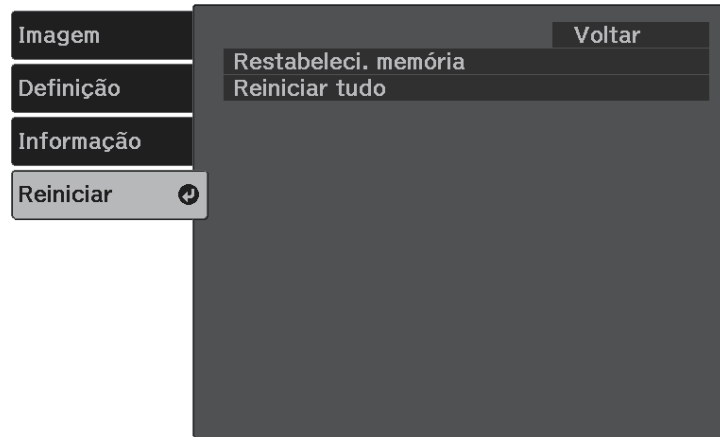 Imagem
Definição
Informação
Reiniciar
Voltar
Restabeleci. memória
Reiniciar tudo